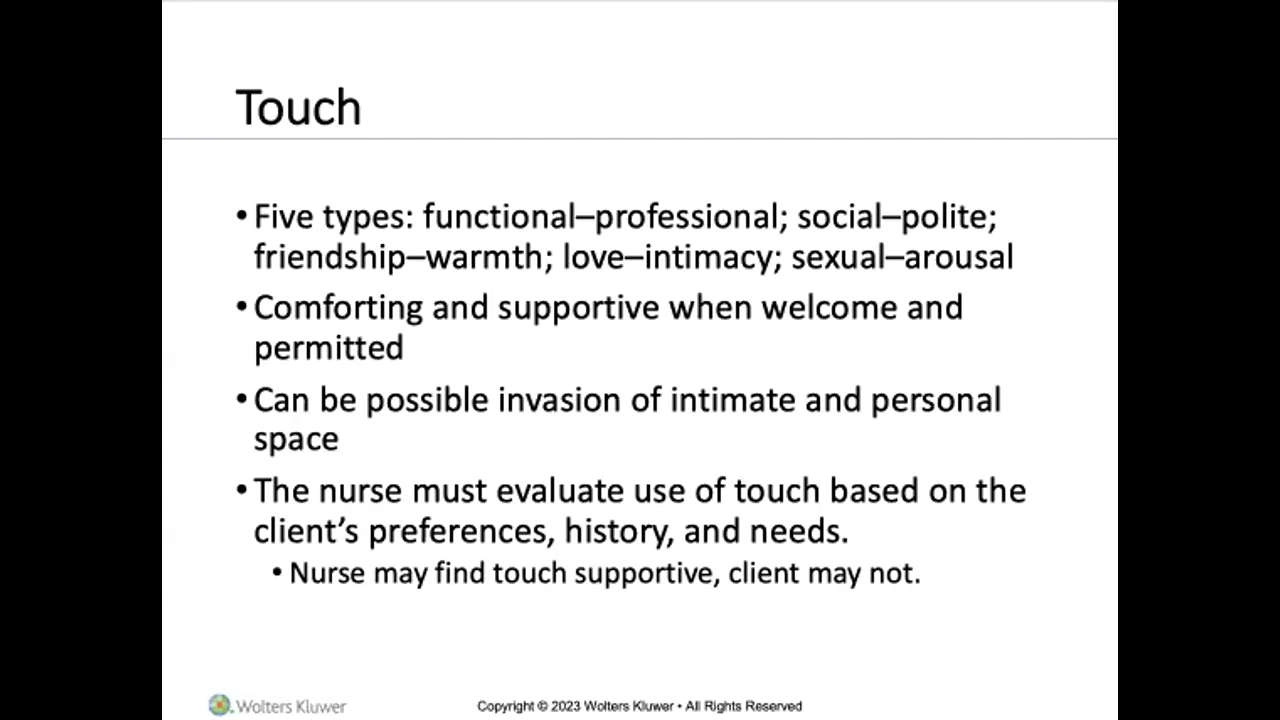 Touch
• Five types: functional–professional; social–polite;
friendship–warmth; love–intimacy; sexual–arousal
• Comforting and supportive when welcome and
permitted
• Can be possible invasion of intimate and personal
space
• The nurse must evaluate use of touch based on the
client’s preferences, history, and needs.
• Nurse may find touch supportive, client may not.
Wolters Kluwer
Copyright © 2023 Wolters Kluwer • All Rights Reserved